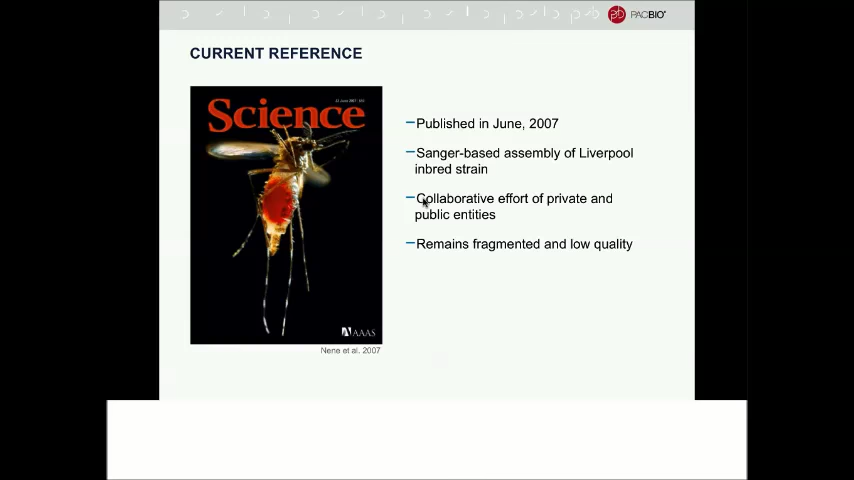 PACBIO
CURRENT REFERENCE
Science
Published in June, 2007
Sanger-based assembly of Liverpool
inbred strain
Collaborative effort of private and
public entities
Remains fragmented and low quality
AAAS
Nene et al. 2007